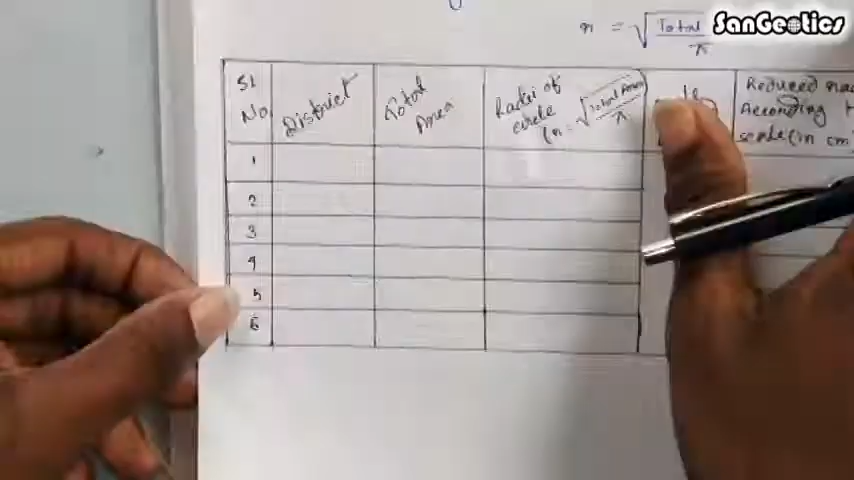 SanGeotics
n = √Total / π
Sl No
District
Total Area
Radii of circle (n = √Total Area / π
Reduced
According
scale (in cm
1
2
3
4
5
6